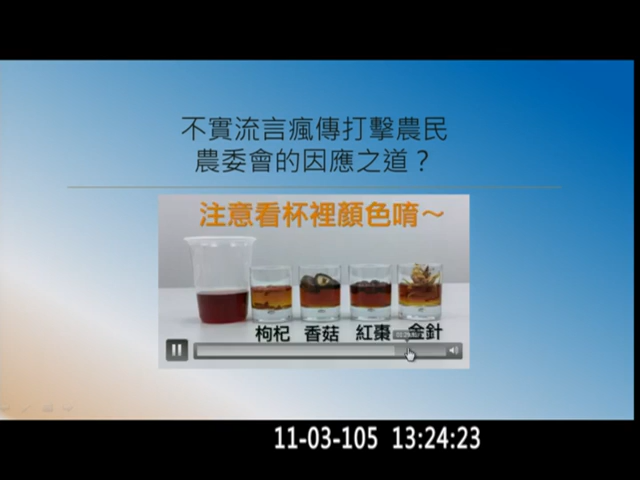 不實流言瘋傳打擊農民
農委會的因應之道？
注意看杯裡顏色唷～
枸杞 香菇 紅棗 金針
11-03-105 13:24:23